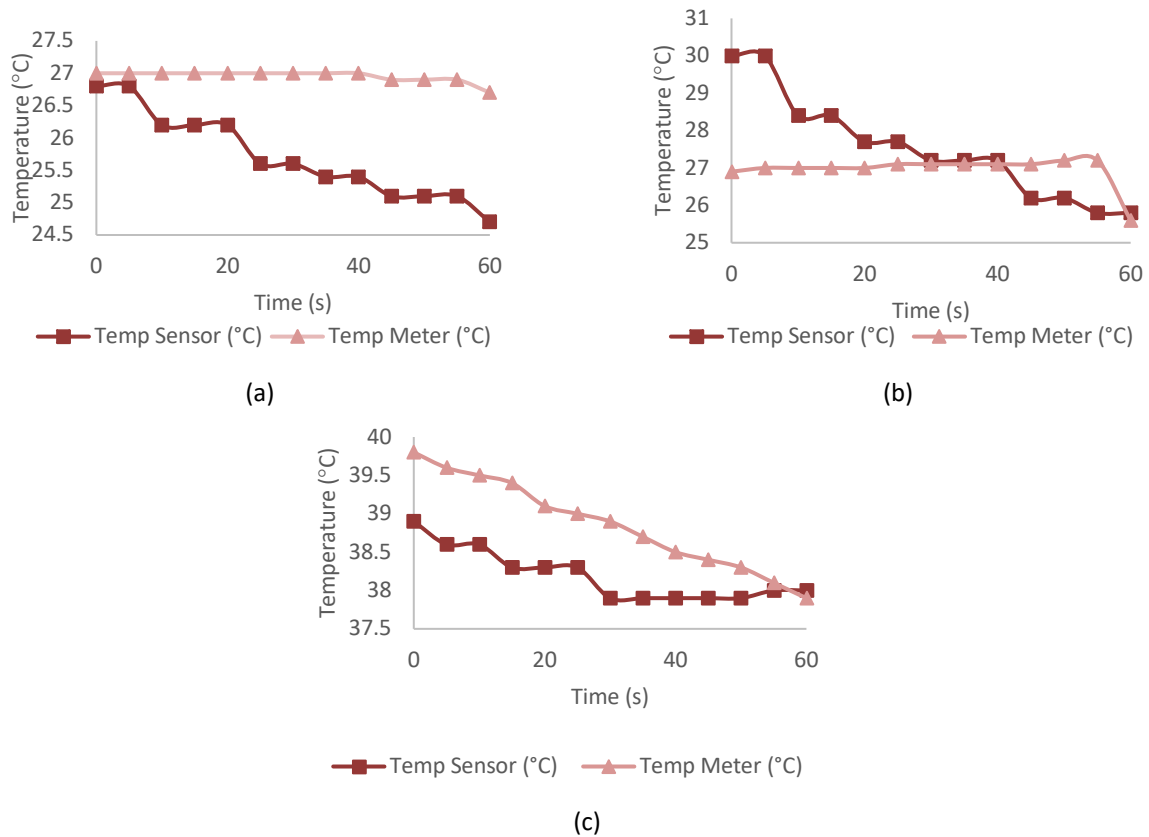 27.5
27
26.5
26
25.5
25
24.5
Temperature (°C)
0 20 40 60
Time (s)
Temp Sensor (°C) Temp Meter (°C)
(a)
31
30
29
28
27
26
25
Temperature (°C)
0 20 40 60
Time (s)
Temp Sensor (°C) Temp Meter (°C)
(b)
40
39.5
39
38.5
38
37.5
Temperature (°C)
0 20 40 60
Time (s)
Temp Sensor (°C) Temp Meter (°C)
(c)